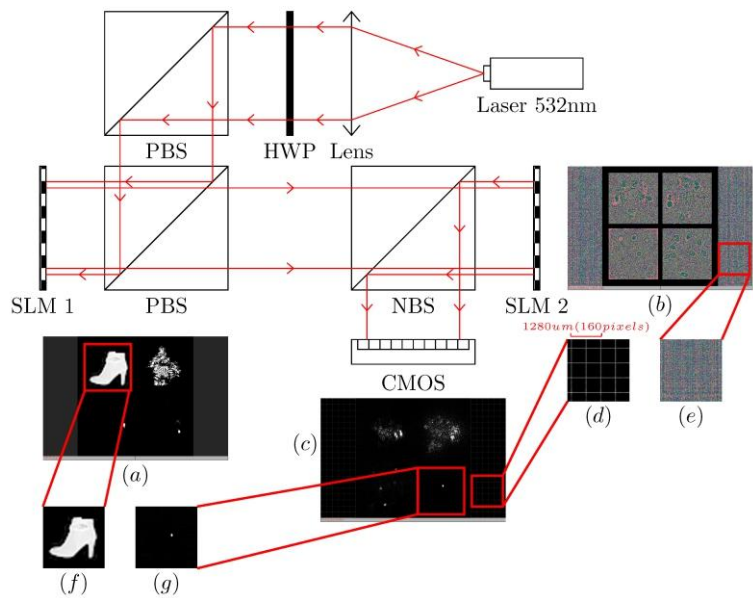 Laser 532nm
PBS
HWP
Lens
SLM 1
PBS
NBS
SLM 2
(b)
1280um(160pixels)
CMOS
(d)
(e)
(c)
(a)
(f)
(g)